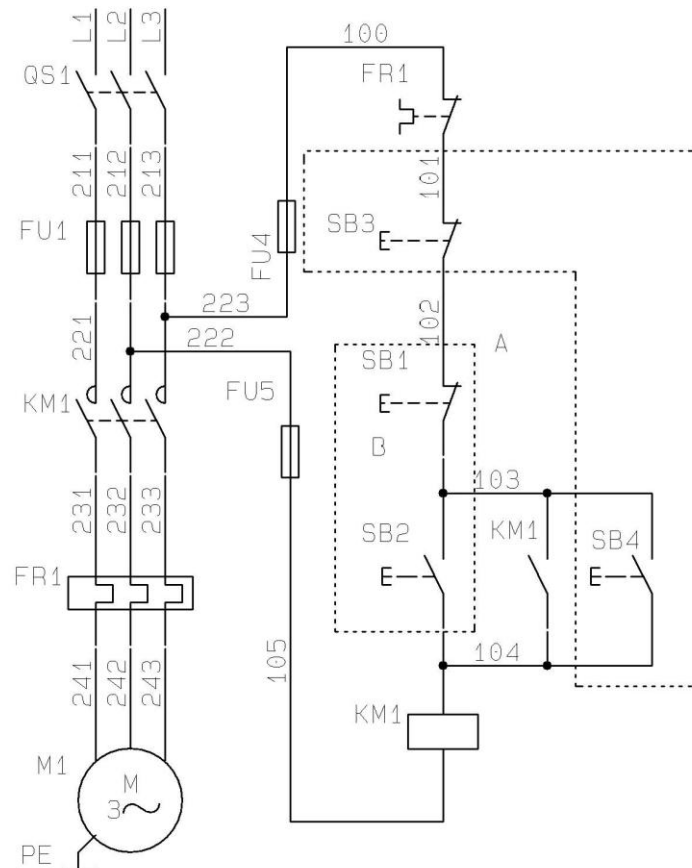 L1 L2 L3
QS1
211 212 213
FU1
221
KM1
231 232 233
FR1
241 242 243
M1
M
3
PE
223
222
FU4
FU5
105
100
FR1
101
SB3
102
A
SB1
B
103
SB2
KM1
SB4
104
KM1